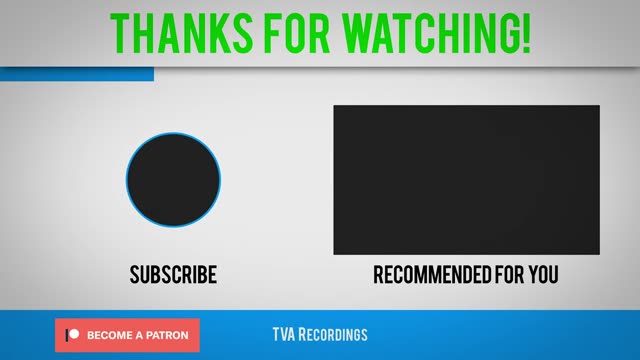 THANKS FOR WATCHING!
SUBSCRIBE
RECOMMENDED FOR YOU
BECOME A PATRON
TVA RECORDINGS